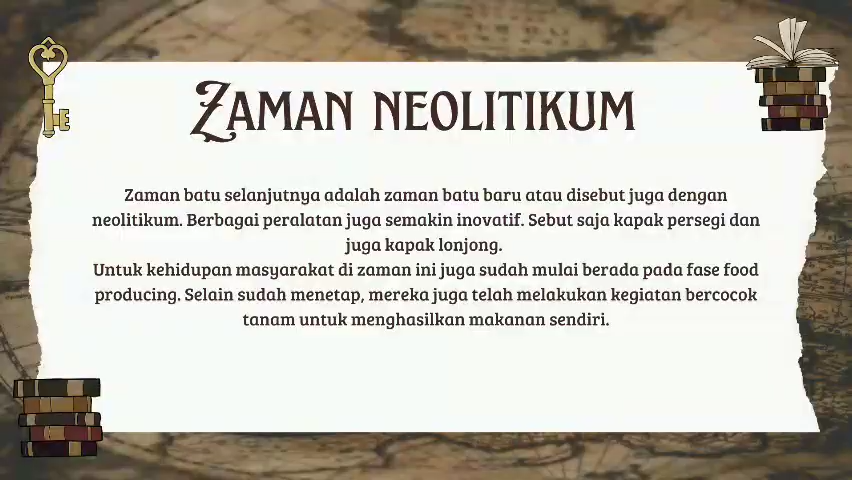 Zaman neolitikum
Zaman batu selanjutnya adalah zaman batu baru atau disebut juga dengan
neolitikum. Berbagai peralatan juga semakin inovatif. Sebut saja kapak persegi dan
juga kapak lonjong.
Untuk kehidupan masyarakat di zaman ini juga sudah mulai berada pada fase food
producing. Selain sudah menetap, mereka juga telah melakukan kegiatan bercocok
tanam untuk menghasilkan makanan sendiri.